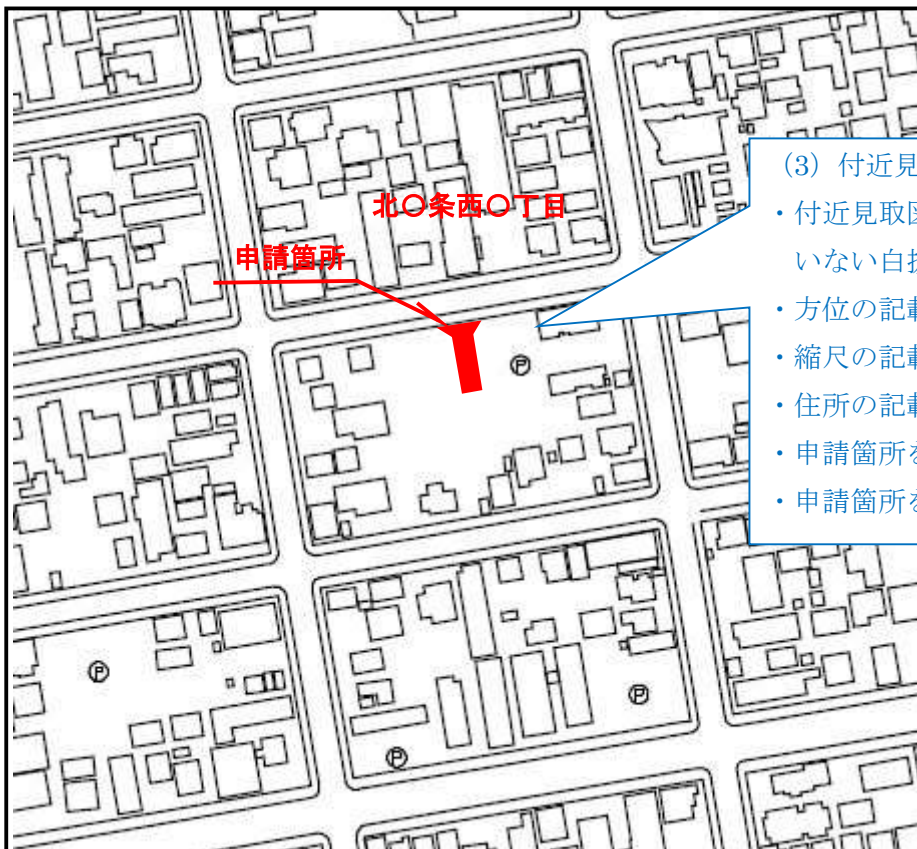 北〇条西〇丁目
申請箇所
(3) 付近見
・付近見取
いない白
・方位の記
・縮尺の記
・住所の記
・申請箇所を
・申請箇所を
Ⓟ
Ⓟ
Ⓟ
Ⓟ